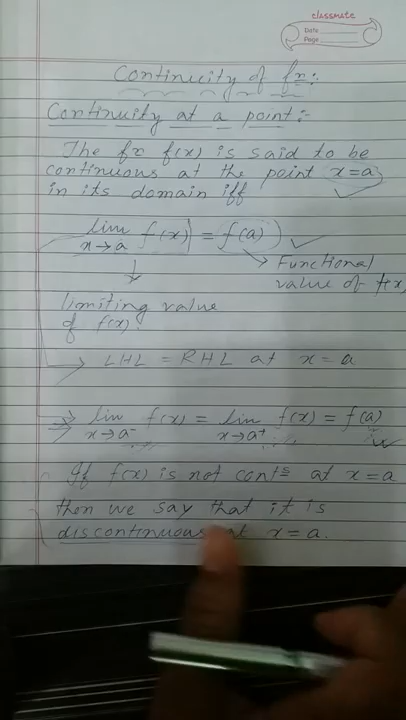 classmate
Date
Page
Continuity of fx:
Continuity at a point:-
The fx f(x) is said to be
continuous at the point x=a,
in its domain iff
lim f(x) = f(a)
x→a
Functional
value of f(x
limiting value
of f(x).
LHL = RHL at x = a
lim f(x) = lim f(x) = f(a)
x→a⁻ x→a⁺
If f(x) is not contˢ at x=a
then we say that it is
discontinuous at x=a.